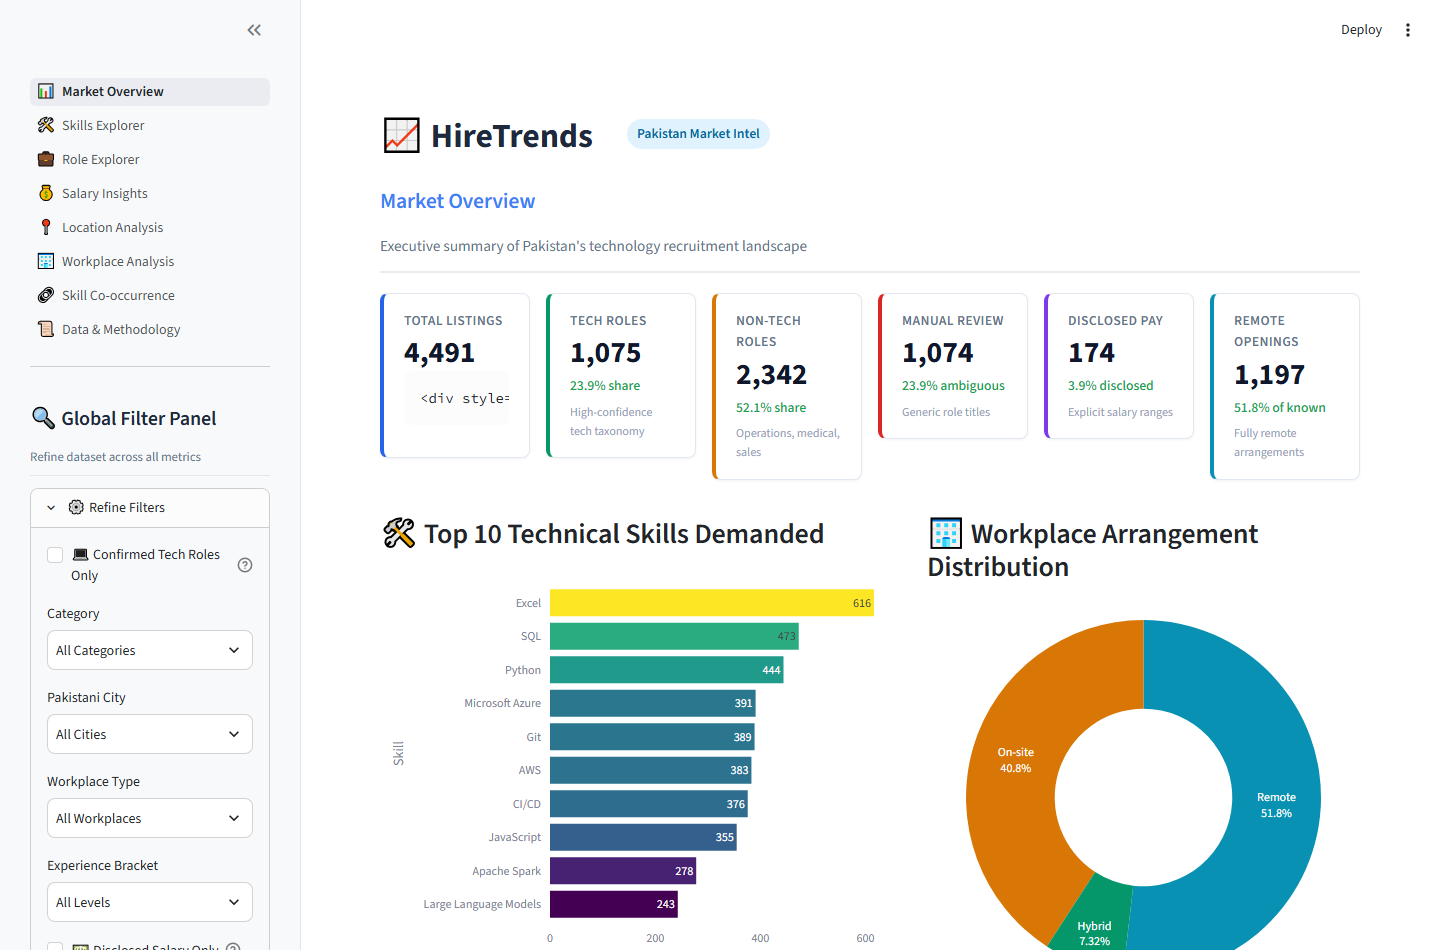 Deploy
Market Overview
Skills Explorer
Role Explorer
Salary Insights
Location Analysis
Workplace Analysis
Skill Co-occurrence
Data & Methodology
Global Filter Panel
Refine dataset across all metrics
Refine Filters
Confirmed Tech Roles
Only
Category
All Categories
Pakistani City
All Cities
Workplace Type
All Workplaces
Experience Bracket
All Levels
Disclosed Salary Only
HireTrends
Pakistan Market Intel
Market Overview
Executive summary of Pakistan's technology recruitment landscape
TOTAL LISTINGS
4,491
<div style=
TECH ROLES
1,075
23.9% share
High-confidence
tech taxonomy
NON-TECH
ROLES
2,342
52.1% share
Operations, medical,
sales
MANUAL REVIEW
1,074
23.9% ambiguous
Generic role titles
DISCLOSED PAY
174
3.9% disclosed
Explicit salary ranges
REMOTE
OPENINGS
1,197
51.8% of known
Fully remote
arrangements
Top 10 Technical Skills Demanded
Skill
Excel 616
SQL 473
Python 444
Microsoft Azure 391
Git 389
AWS 383
CI/CD 376
JavaScript 355
Apache Spark 278
Large Language Models 243
0 200 400 600
Workplace Arrangement
Distribution
On-site
40.8%
Remote
51.8%
Hybrid
7.32%